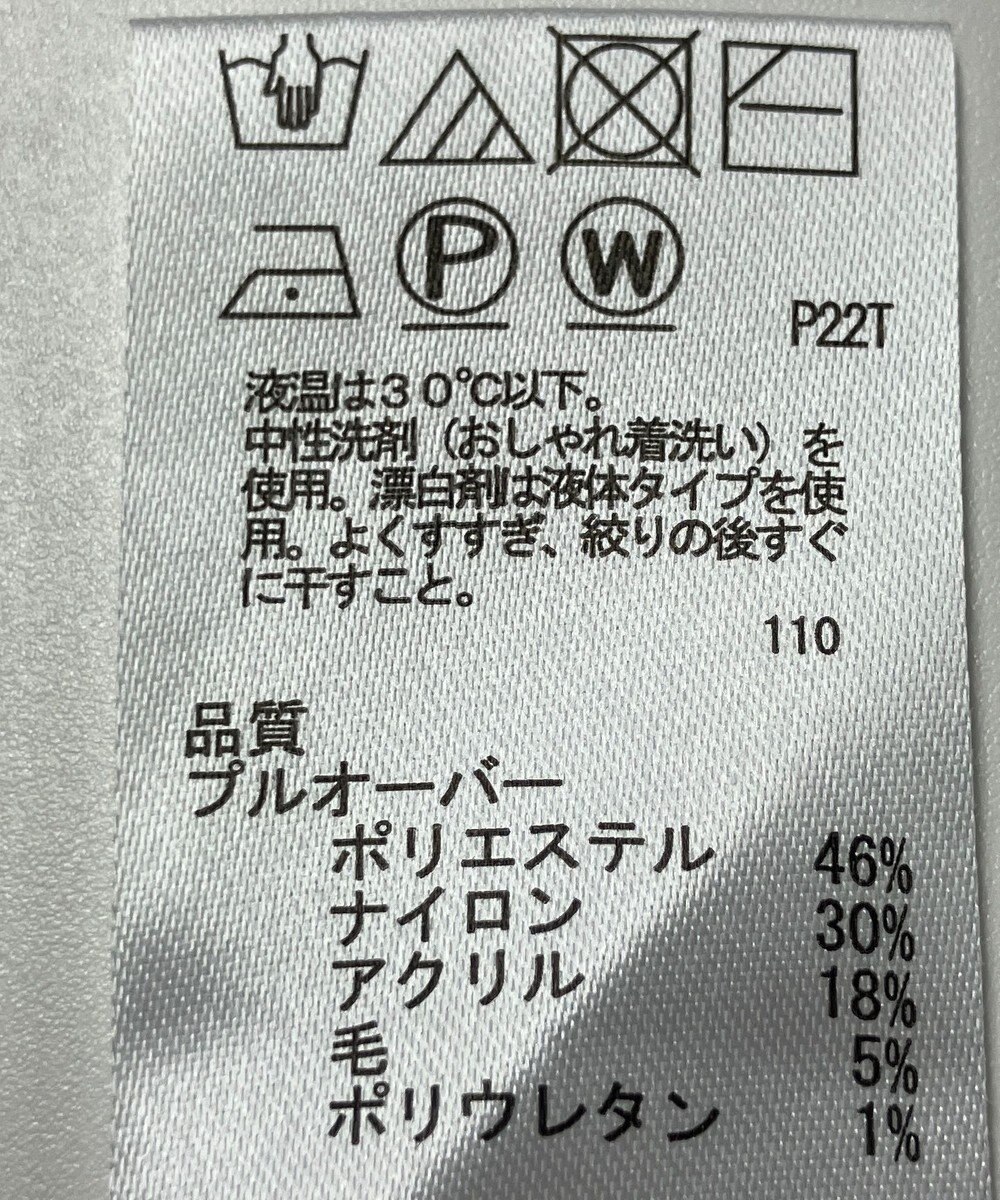 P W
P22T
液温は30℃以下。
中性洗剤（おしゃれ着洗い）を
使用。漂白剤は液体タイプを使
用。よくすすぎ、絞りの後すぐ
に干すこと。
110
品質
プルオーバー
ポリエステル 46%
ナイロン 30%
アクリル 18%
毛 5%
ポリウレタン 1%